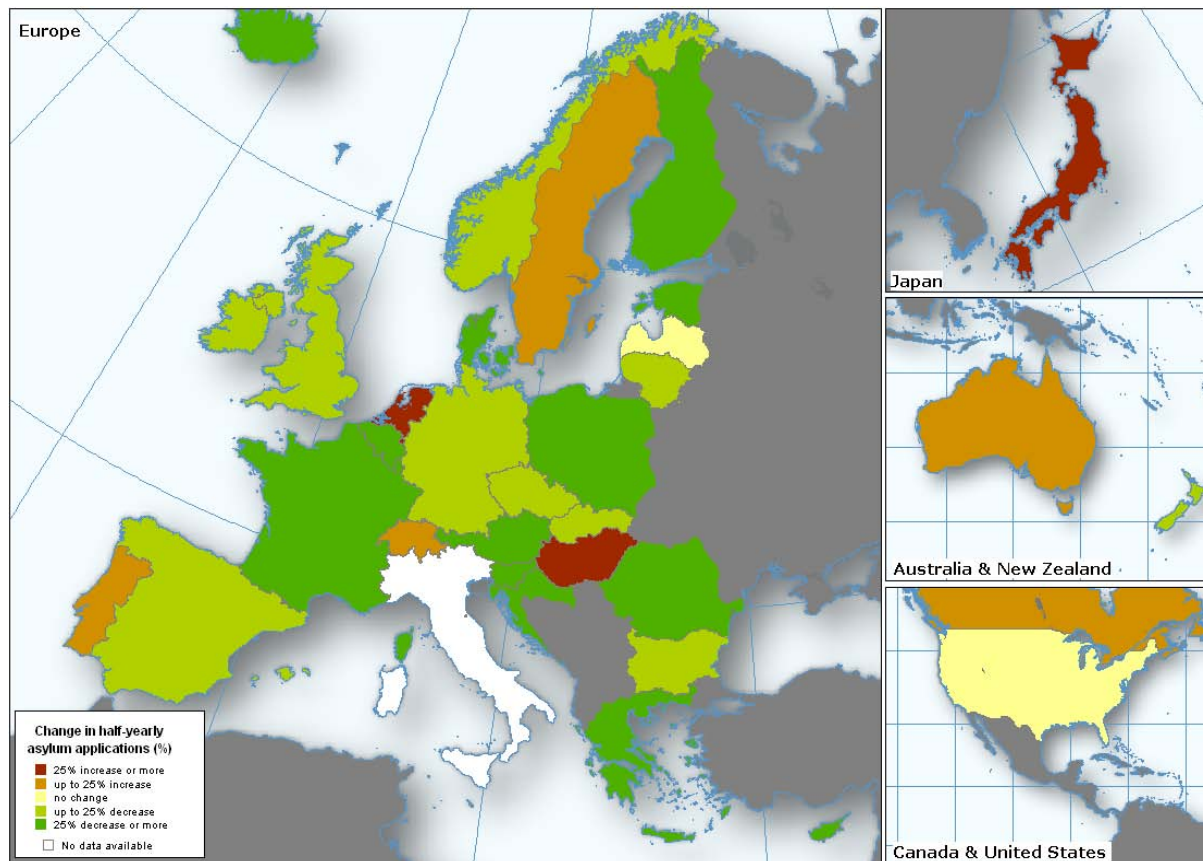 Europe
Japan
Australia & New Zealand
Canada & United States
Change in half-yearly
asylum applications (%)
25% increase or more
up to 25% increase
no change
up to 25% decrease
25% decrease or more
No data available